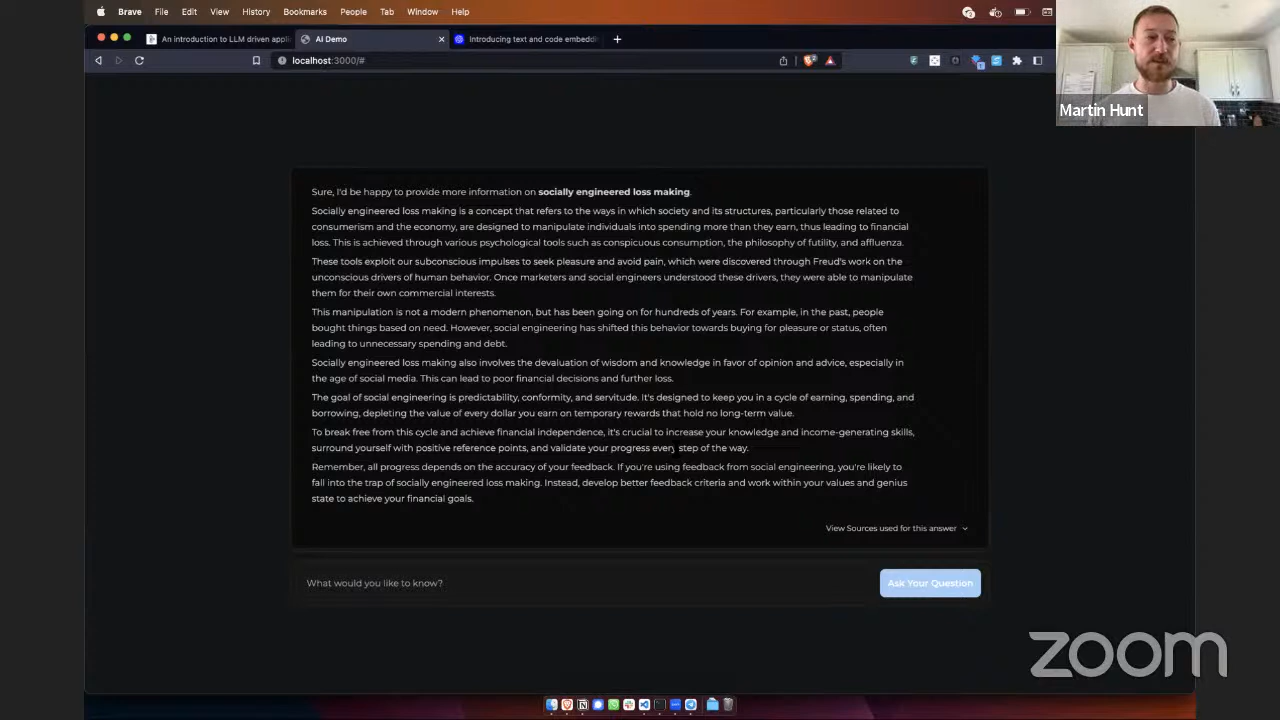 Brave File Edit View History Bookmarks People Tab Window Help
An introduction to LLM driven appli
AI Demo
Introducing text and code embeddi
localhost:3000/#
Martin Hunt
Sure, I'd be happy to provide more information on socially engineered loss making.
Socially engineered loss making is a concept that refers to the ways in which society and its structures, particularly those related to
consumerism and the economy, are designed to manipulate individuals into spending more than they earn, thus leading to financial
loss. This is achieved through various psychological tools such as conspicuous consumption, the philosophy of futility, and affluenza.
These tools exploit our subconscious impulses to seek pleasure and avoid pain, which were discovered through Freud's work on the
unconscious drivers of human behavior. Once marketers and social engineers understood these drivers, they were able to manipulate
them for their own commercial interests.
This manipulation is not a modern phenomenon, but has been going on for hundreds of years. For example, in the past, people
bought things based on need. However, social engineering has shifted this behavior towards buying for pleasure or status, often
leading to unnecessary spending and debt.
Socially engineered loss making also involves the devaluation of wisdom and knowledge in favor of opinion and advice, especially in
the age of social media. This can lead to poor financial decisions and further loss.
The goal of social engineering is predictability, conformity, and servitude. It's designed to keep you in a cycle of earning, spending, and
borrowing, depleting the value of every dollar you earn on temporary rewards that hold no long-term value.
To break free from this cycle and achieve financial independence, it's crucial to increase your knowledge and income-generating skills,
surround yourself with positive reference points, and validate your progress every step of the way.
Remember, all progress depends on the accuracy of your feedback. If you're using feedback from social engineering, you're likely to
fall into the trap of socially engineered loss making. Instead, develop better feedback criteria and work within your values and genius
state to achieve your financial goals.
View Sources used for this answer
What would you like to know?
Ask Your Question
zoom